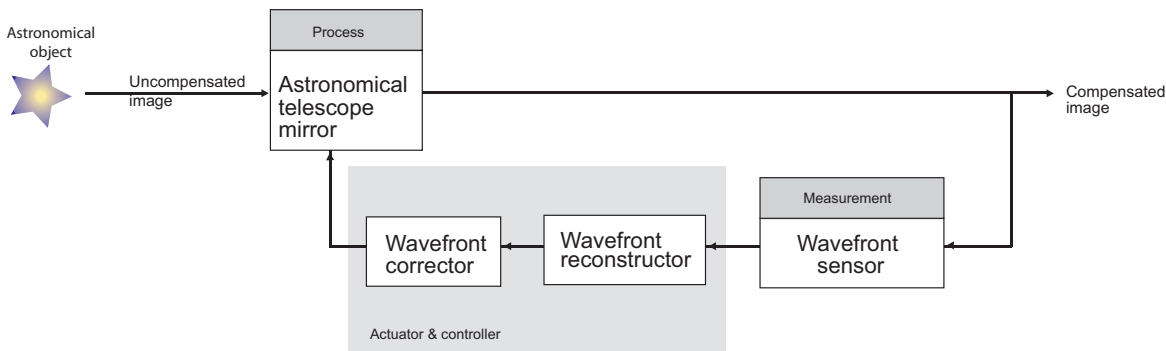 Astronomical
object
Uncompensated
image
Process
Astronomical
telescope
mirror
Compensated
image
Measurement
Wavefront
sensor
Wavefront
reconstructor
Wavefront
corrector
Actuator & controller